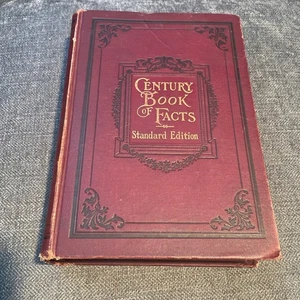 CENTURY
BOOK
OF FACTS
Standard Edition